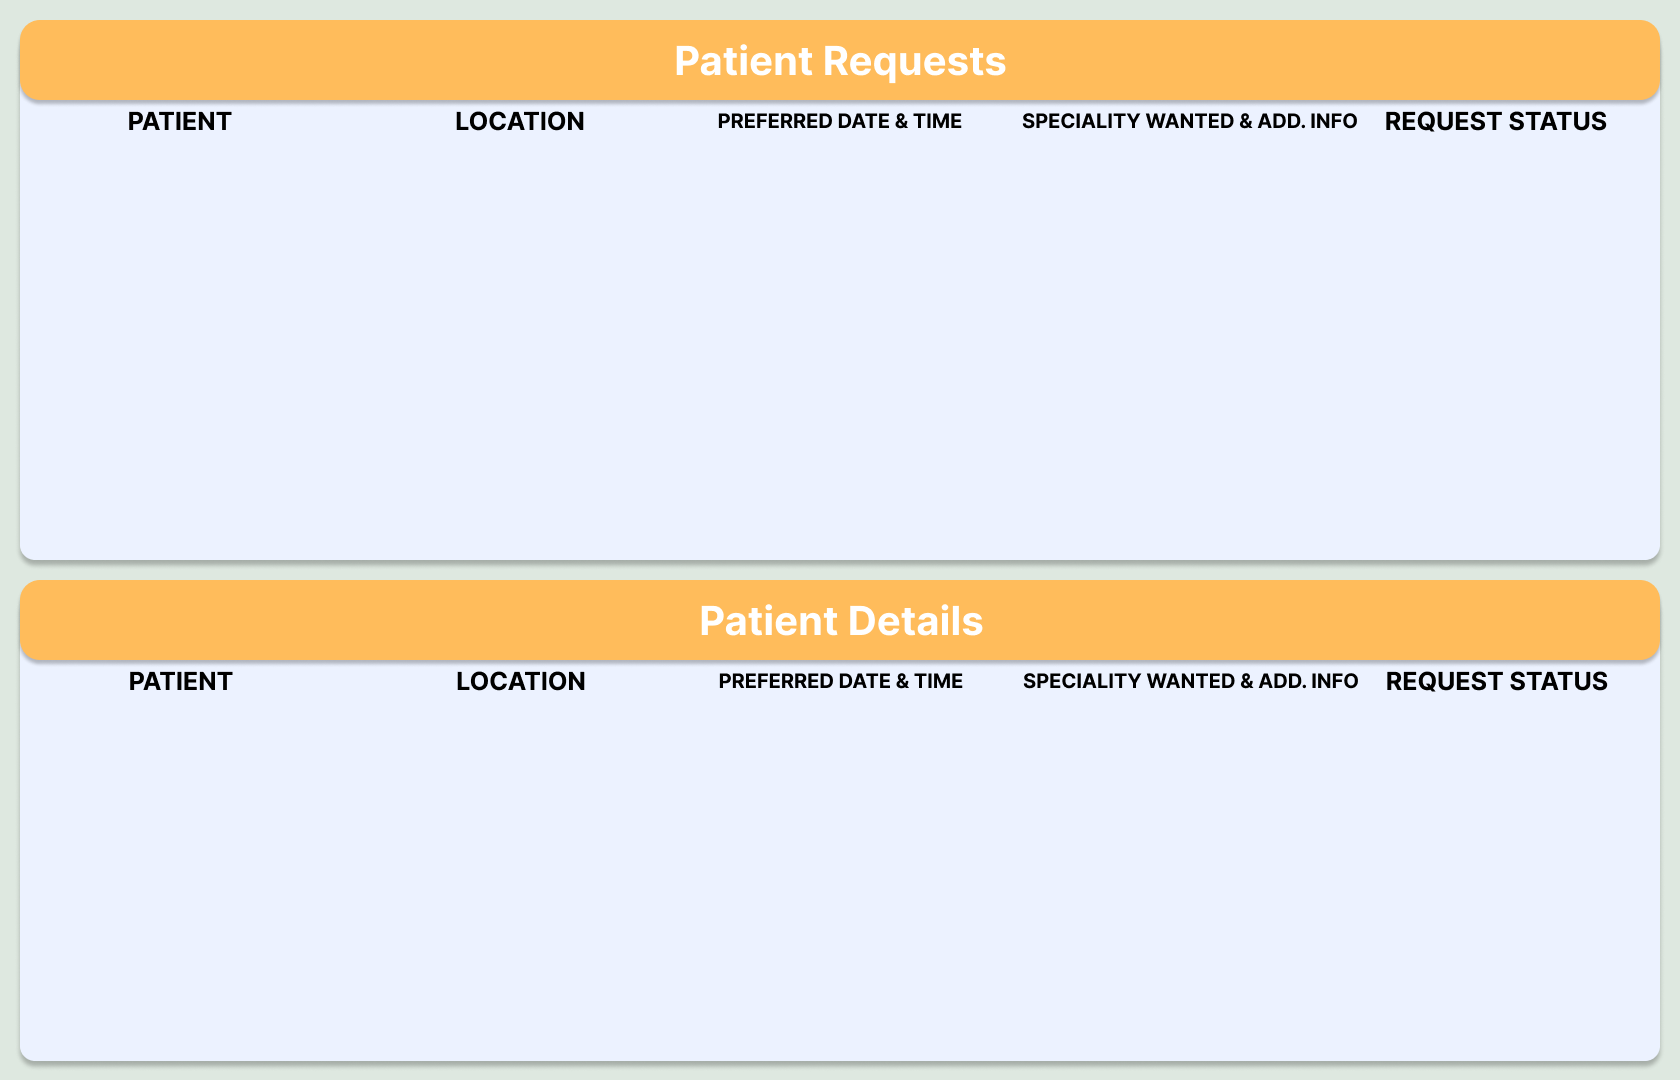 Patient Requests
PATIENT LOCATION PREFERRED DATE & TIME SPECIALITY WANTED & ADD. INFO REQUEST STATUS
Patient Details
PATIENT LOCATION PREFERRED DATE & TIME SPECIALITY WANTED & ADD. INFO REQUEST STATUS